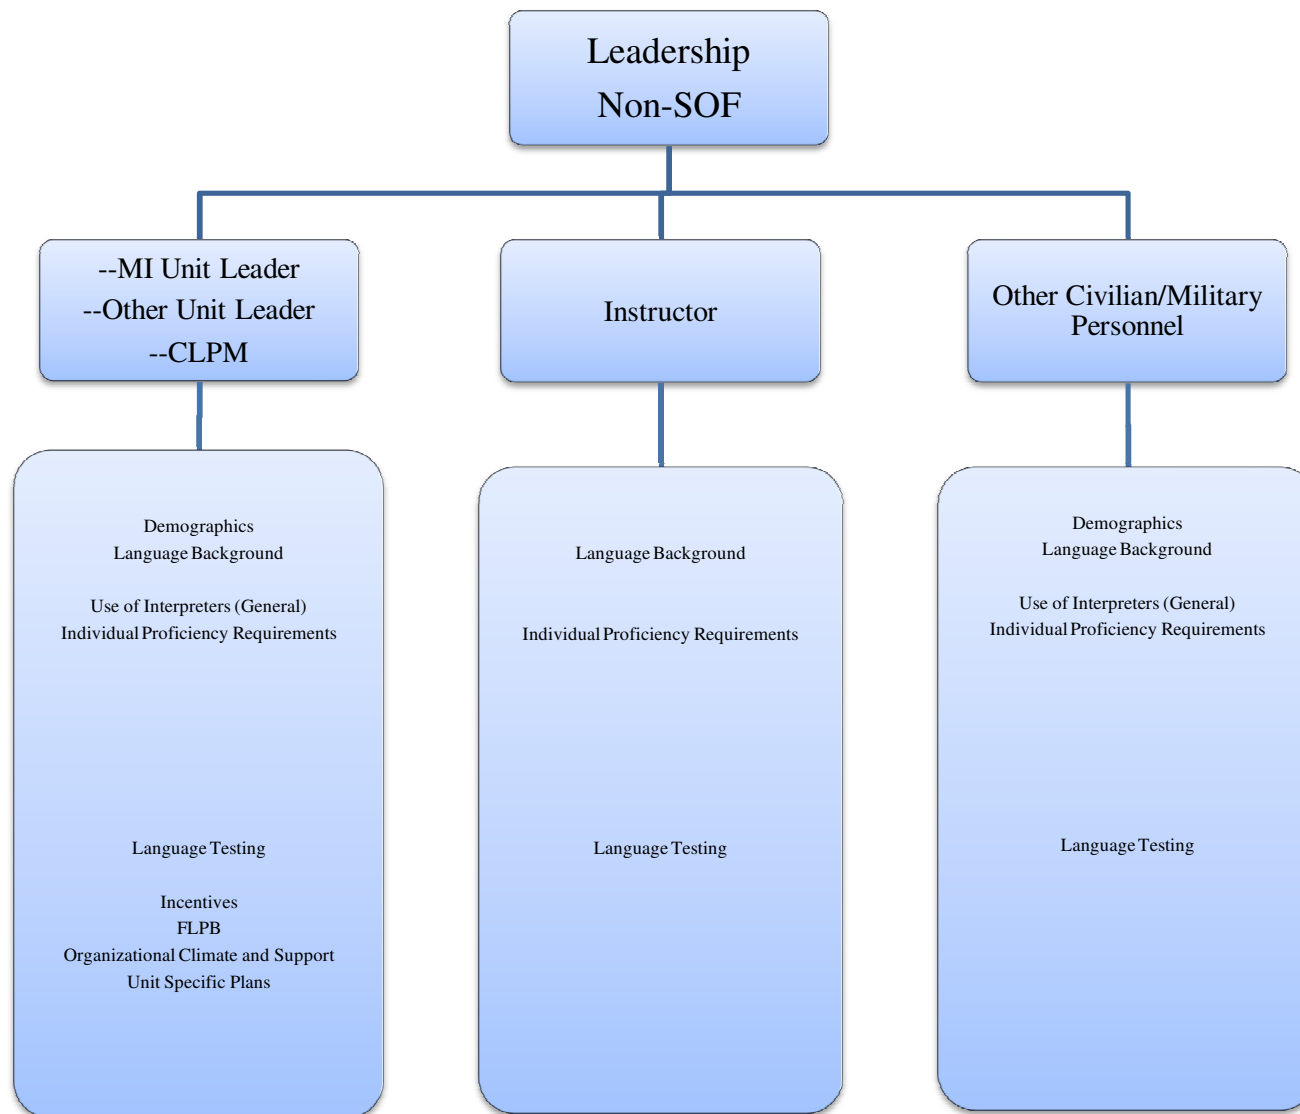 Leadership
Non-SOF
--MI Unit Leader
--Other Unit Leader
--CLPM
Instructor
Other Civilian/Military
Personnel
Demographics
Language Background
Use of Interpreters (General)
Individual Proficiency Requirements
Language Testing
Incentives
FLPB
Organizational Climate and Support
Unit Specific Plans
Language Background
Individual Proficiency Requirements
Language Testing
Demographics
Language Background
Use of Interpreters (General)
Individual Proficiency Requirements
Language Testing